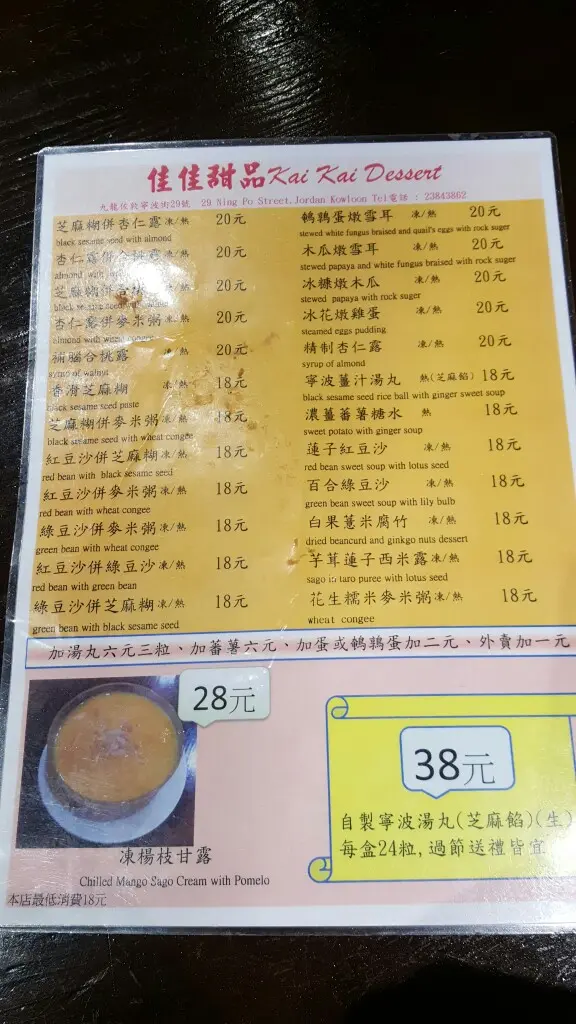 佳佳甜品Kai Kai Dessert
九龍佐敦寧波街29號 29 Ning Po Street,Jordan Kowloon Tel電話 : 23843862
芝麻糊併杏仁露 凍/熱 20元
black sesame seed with almond
杏仁露併合桃露 凍/熱 20元
almond with
芝麻糊併合 20元
black sesame seed with
杏仁露併麥米粥 凍/熱 20元
almond with wheat congee
補腦合桃露 凍/熱 20元
syrup of walnut
香滑芝麻糊 凍/熱 18元
black sesame seed paste
芝麻糊併麥米粥 凍/熱 18元
black sesame seed with wheat congee
紅豆沙併芝麻糊 凍/熱 18元
red bean with black sesame seed
紅豆沙併麥米粥 凍/熱 18元
red bean with wheat congee
綠豆沙併麥米粥 凍/熱 18元
green bean with wheat congee
紅豆沙併綠豆沙 凍/熱 18元
red bean with green bean
綠豆沙併芝麻糊 凍/熱 18元
green bean with black sesame seed
鵪鶉蛋燉雪耳 凍/熱 20元
stewed white fungus braised and quail's eggs with rock suger
木瓜燉雪耳 凍/熱 20元
stewed papaya and white fungus braised with rock suger
冰糖燉木瓜 凍/熱 20元
stewed papaya with rock suger
冰花燉雞蛋 凍/熱 20元
steamed eggs pudding
精制杏仁露 凍/熱 20元
syrup of almond
寧波薑汁湯丸 熱(芝麻餡) 18元
black sesame seed rice ball with ginger sweet soup
濃薑蕃薯糖水 熱 18元
sweet potato with ginger soup
蓮子紅豆沙 凍/熱 18元
red bean sweet soup with lotus seed
百合綠豆沙 凍/熱 18元
green bean sweet soup with lily bulb
白果薏米腐竹 凍/熱 18元
dried beancurd and ginkgo nuts dessert
芋茸蓮子西米露 凍/熱 18元
sago in taro puree with lotus seed
花生糯米麥米粥 凍/熱 18元
wheat congee
加湯丸六元三粒、加蕃薯六元、加蛋或鵪鶉蛋加二元、外賣加一元
28元
凍楊枝甘露
Chilled Mango Sago Cream with Pomelo
本店最低消費18元
38元
自製寧波湯丸(芝麻餡)(生)
每盒24粒,過節送禮皆宜